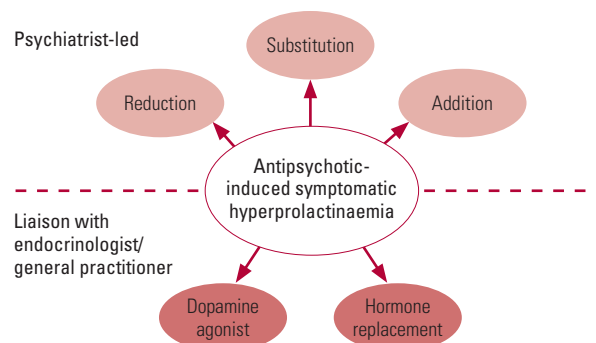 Psychiatrist-led
Substitution
Reduction
Addition
Antipsychotic-
induced symptomatic
hyperprolactinaemia
Liaison with
endocrinologist/
general practitioner
Dopamine
agonist
Hormone
replacement